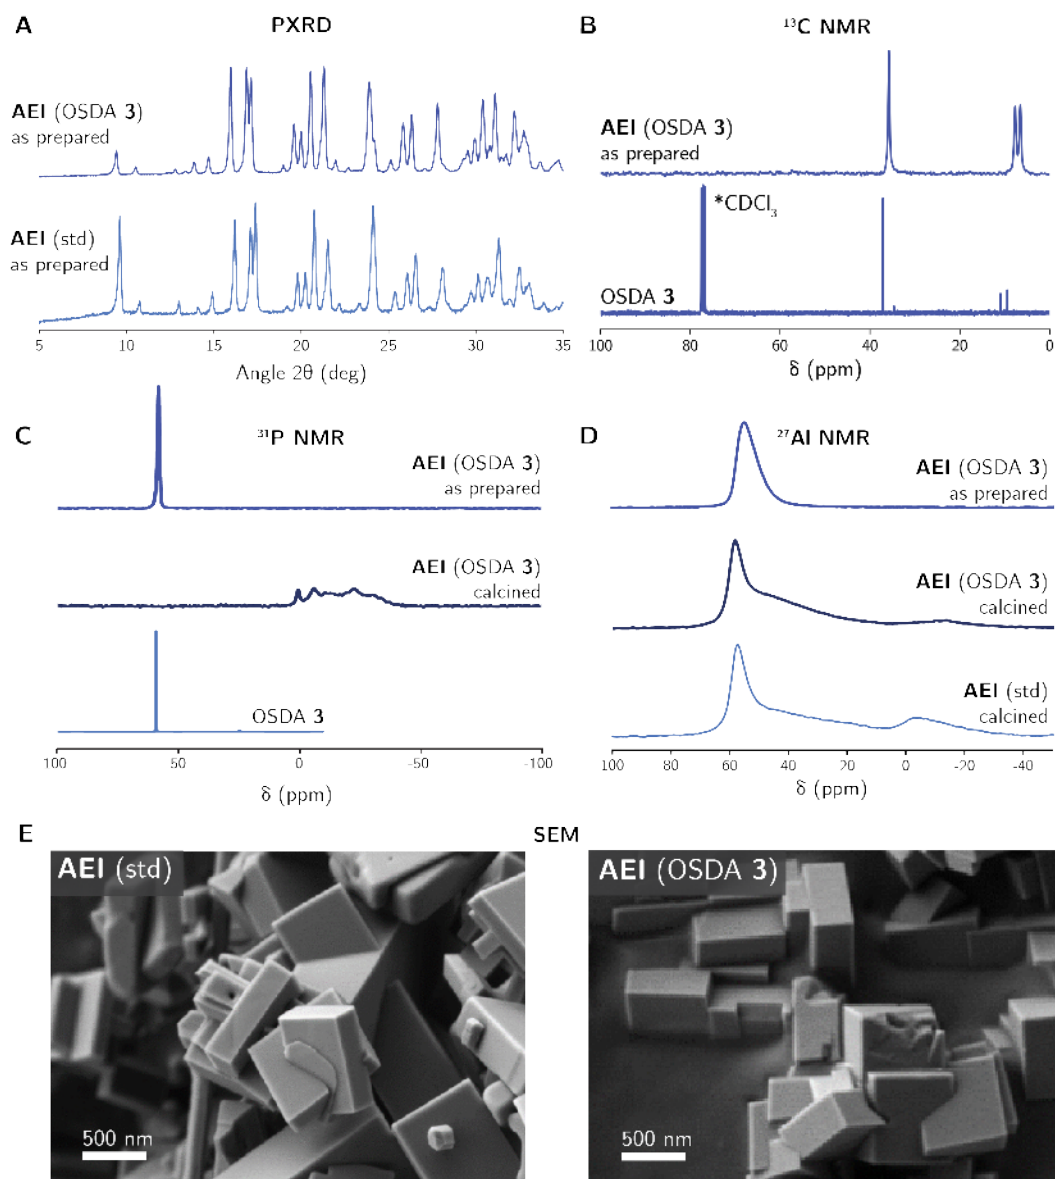 A
PXRD
AEI (OSDA 3)
as prepared
AEI (std)
as prepared
5
10
15
20
25
30
35
Angle 2θ (deg)
B
¹³C NMR
AEI (OSDA 3)
as prepared
*CDCl₃
OSDA 3
100
80
60
40
20
0
δ (ppm)
C
³¹P NMR
AEI (OSDA 3)
as prepared
AEI (OSDA 3)
calcined
OSDA 3
100
50
0
-50
-100
δ (ppm)
D
²⁷Al NMR
AEI (OSDA 3)
as prepared
AEI (OSDA 3)
calcined
AEI (std)
calcined
100
80
60
40
20
0
-20
-40
δ (ppm)
E
SEM
AEI (std)
500 nm
AEI (OSDA 3)
500 nm